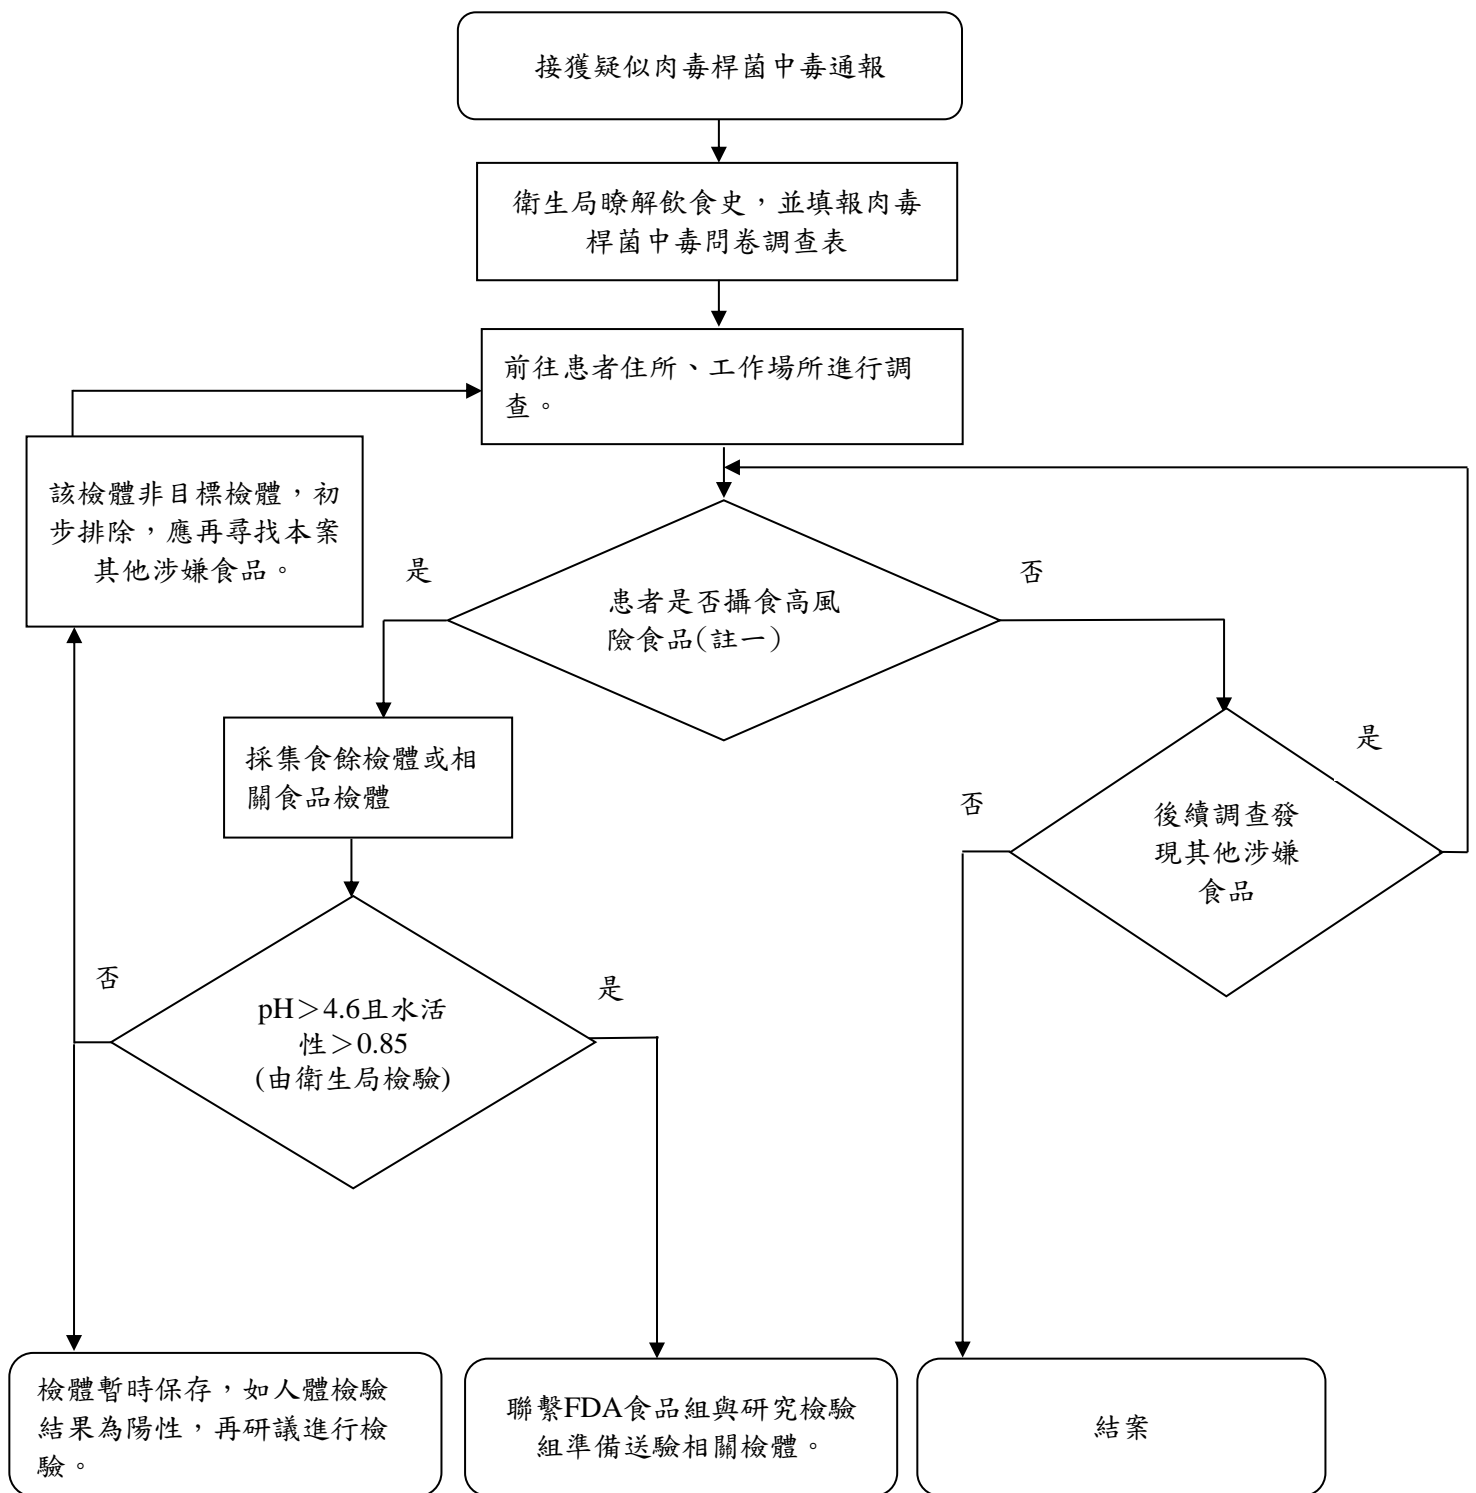 接獲疑似肉毒桿菌中毒通報
衛生局瞭解飲食史，並填報肉毒
桿菌中毒問卷調查表
前往患者住所、工作場所進行調
查。
該檢體非目標檢體，初
步排除，應再尋找本案
其他涉嫌食品。
是
否
患者是否攝食高風
險食品(註一)
採集食餘檢體或相
關食品檢體
是
否
後續調查發
現其他涉嫌
食品
否
是
pH＞4.6且水活
性＞0.85
(由衛生局檢驗)
檢體暫時保存，如人體檢驗
結果為陽性，再研議進行檢
驗。
聯繫FDA食品組與研究檢驗
組準備送驗相關檢體。
結案